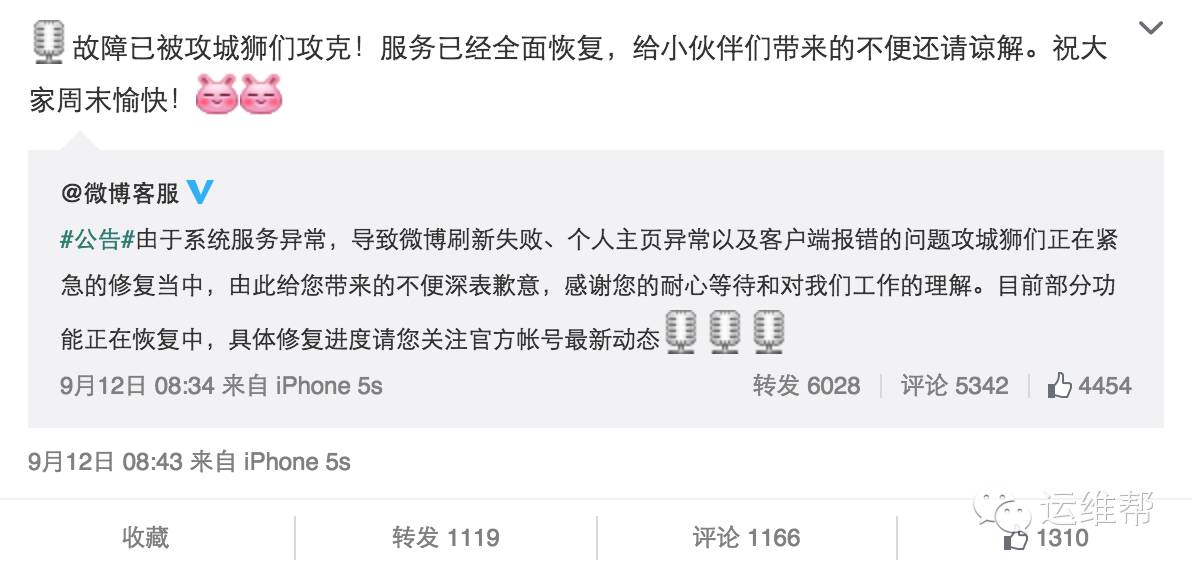 故障已被攻城狮们攻克！服务已经全面恢复，给小伙伴们带来的不便还请谅解。祝大
家周末愉快！
@微博客服
#公告#由于系统服务异常，导致微博刷新失败、个人主页异常以及客户端报错的问题攻城狮们正在紧
急的修复当中，由此给您带来的不便深表歉意，感谢您的耐心等待和对我们工作的理解。目前部分功
能正在恢复中，具体修复进度请您关注官方帐号最新动态
9月12日 08:34 来自 iPhone 5s 转发 6028 评论 5342 4454
9月12日 08:43 来自 iPhone 5s
运维帮
收藏 转发 1119 评论 1166 1310